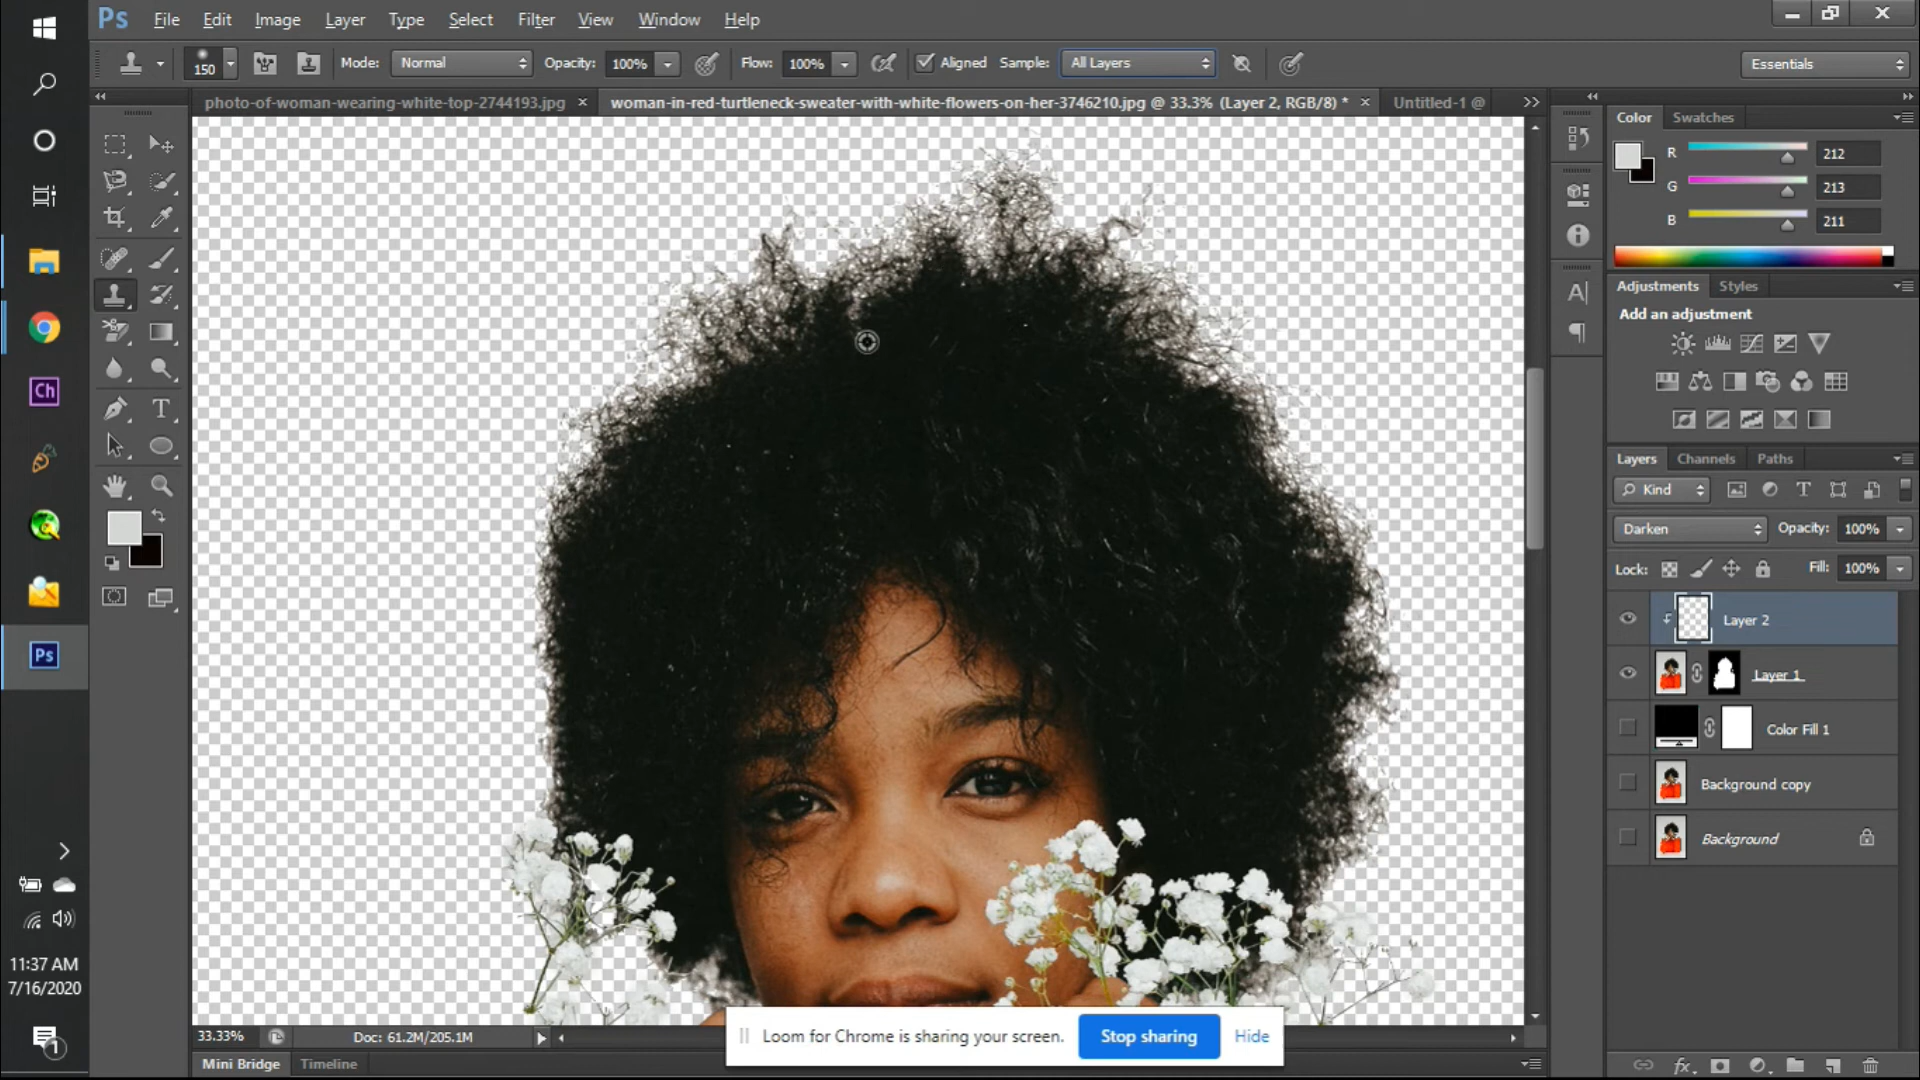 Ps File Edit Image Layer Type Select Filter View Window Help
150 Mode: Normal Opacity: 100% Flow: 100% Aligned Sample: All Layers Essentials
photo-of-woman-wearing-white-top-2744193.jpg × woman-in-red-turtleneck-sweater-with-white-flowers-on-her-3746210.jpg @ 33.3% (Layer 2, RGB/8) * × Untitled-1 @ >>
Color Swatches
R 212
G 213
B 211
Adjustments Styles
Add an adjustment
Layers Channels Paths
Kind
Darken Opacity: 100%
Lock: Fill: 100%
Layer 2
Layer 1
Color Fill 1
Background copy
Background
Ch
Ps
11:37 AM
7/16/2020
1
33.33% Doc: 61.2M/205.1M
Loom for Chrome is sharing your screen. Stop sharing Hide
Mini Bridge Timeline